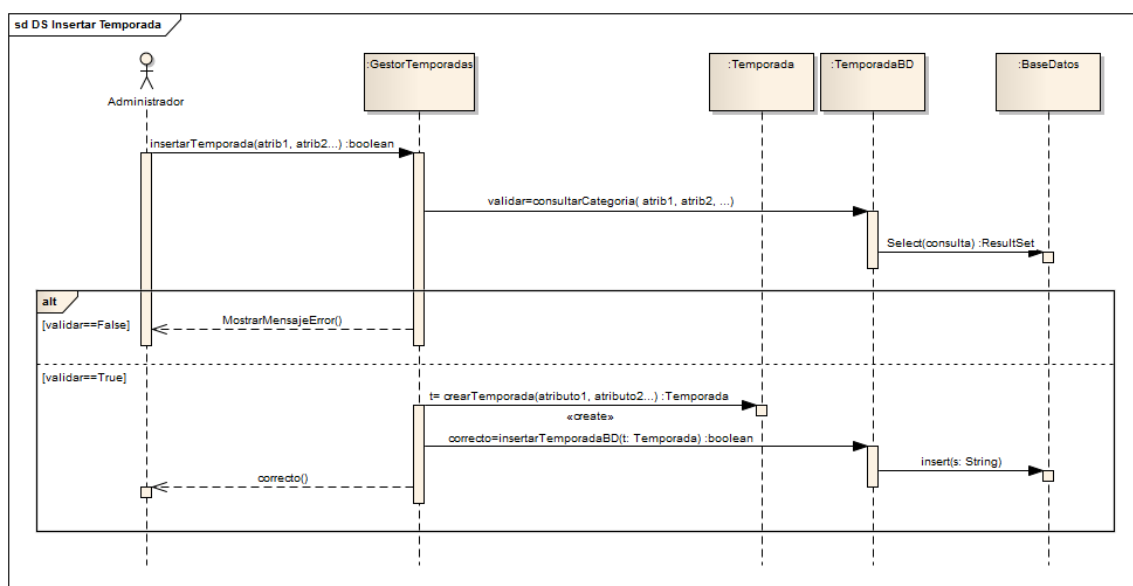 sd DS Insertar Temporada
Administrador
:GestorTemporadas
:Temporada
:TemporadaBD
:BaseDatos
insertarTemporada(atrib1, atrib2...) :boolean
validar=consultarCategoria( atrib1, atrib2, ...)
Select(consulta) :ResultSet
alt
[validar==False]
MostrarMensajeError()
[validar==True]
t= crearTemporada(atributo1, atributo2...) :Temporada
«create»
correcto=insertarTemporadaBD(t: Temporada) :boolean
insert(s: String)
correcto()